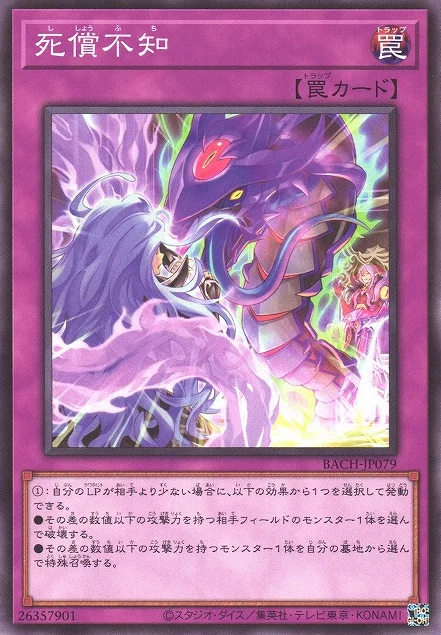 死償不知
罠
【罠カード】
BACH-JP079
①：自分のLPが相手より少ない場合に、以下の効果から1つを選択して発動
できる。
●その差の数値以下の攻撃力を持つ相手フィールドのモンスター1体を選ん
で破壊する。
●その差の数値以下の攻撃力を持つモンスター1体を自分の墓地から選ん
で特殊召喚する。
26357901
©スタジオ・ダイス／集英社・テレビ東京・KONAMI